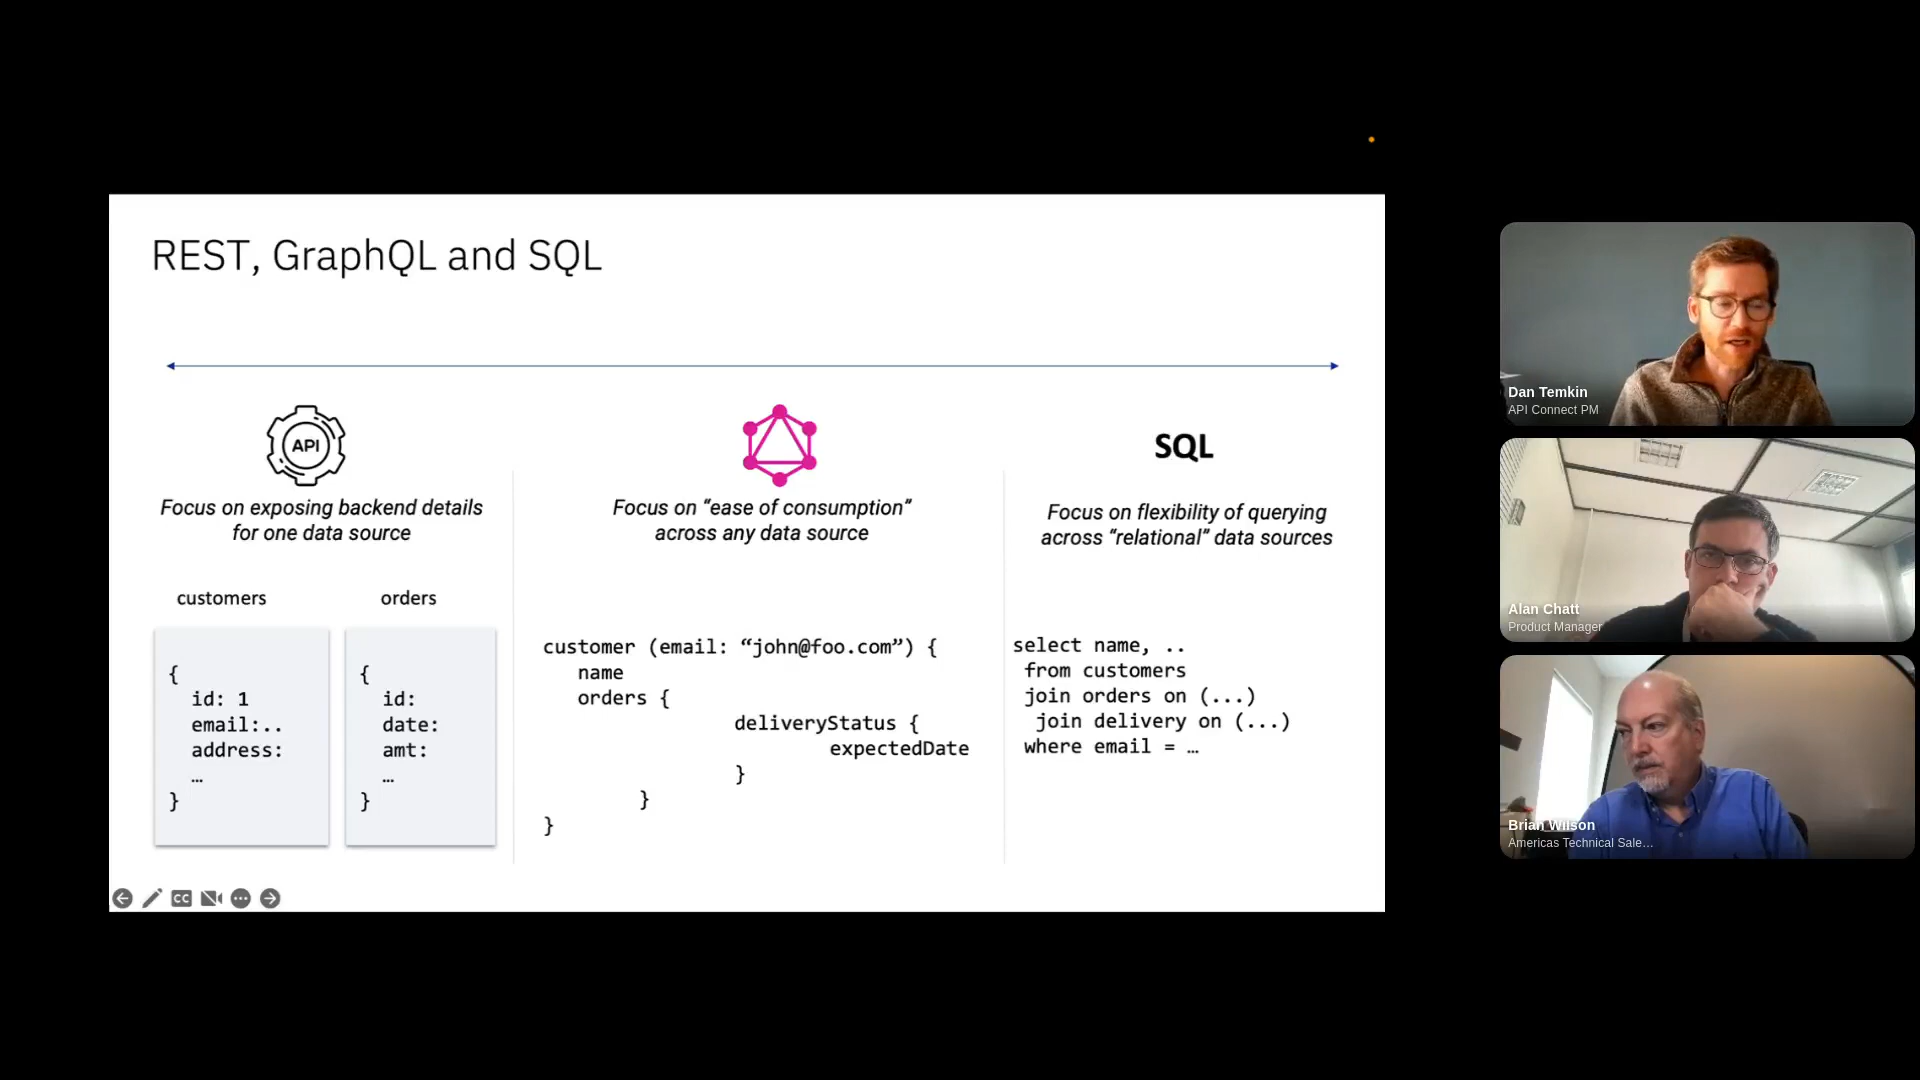 REST, GraphQL and SQL
API
Focus on exposing backend details
for one data source
customers
orders
{
id: 1
email:..
address:
…
}
{
id:
date:
amt:
…
}
Focus on “ease of consumption”
across any data source
customer (email: “john@foo.com”) {
name
orders {
deliveryStatus {
expectedDate
}
}
}
SQL
Focus on flexibility of querying
across “relational” data sources
select name, ..
from customers
join orders on (...)
join delivery on (...)
where email = …
CC
Dan Temkin
API Connect PM
Alan Chatt
Product Manager
Brian Wilson
Americas Technical Sale…